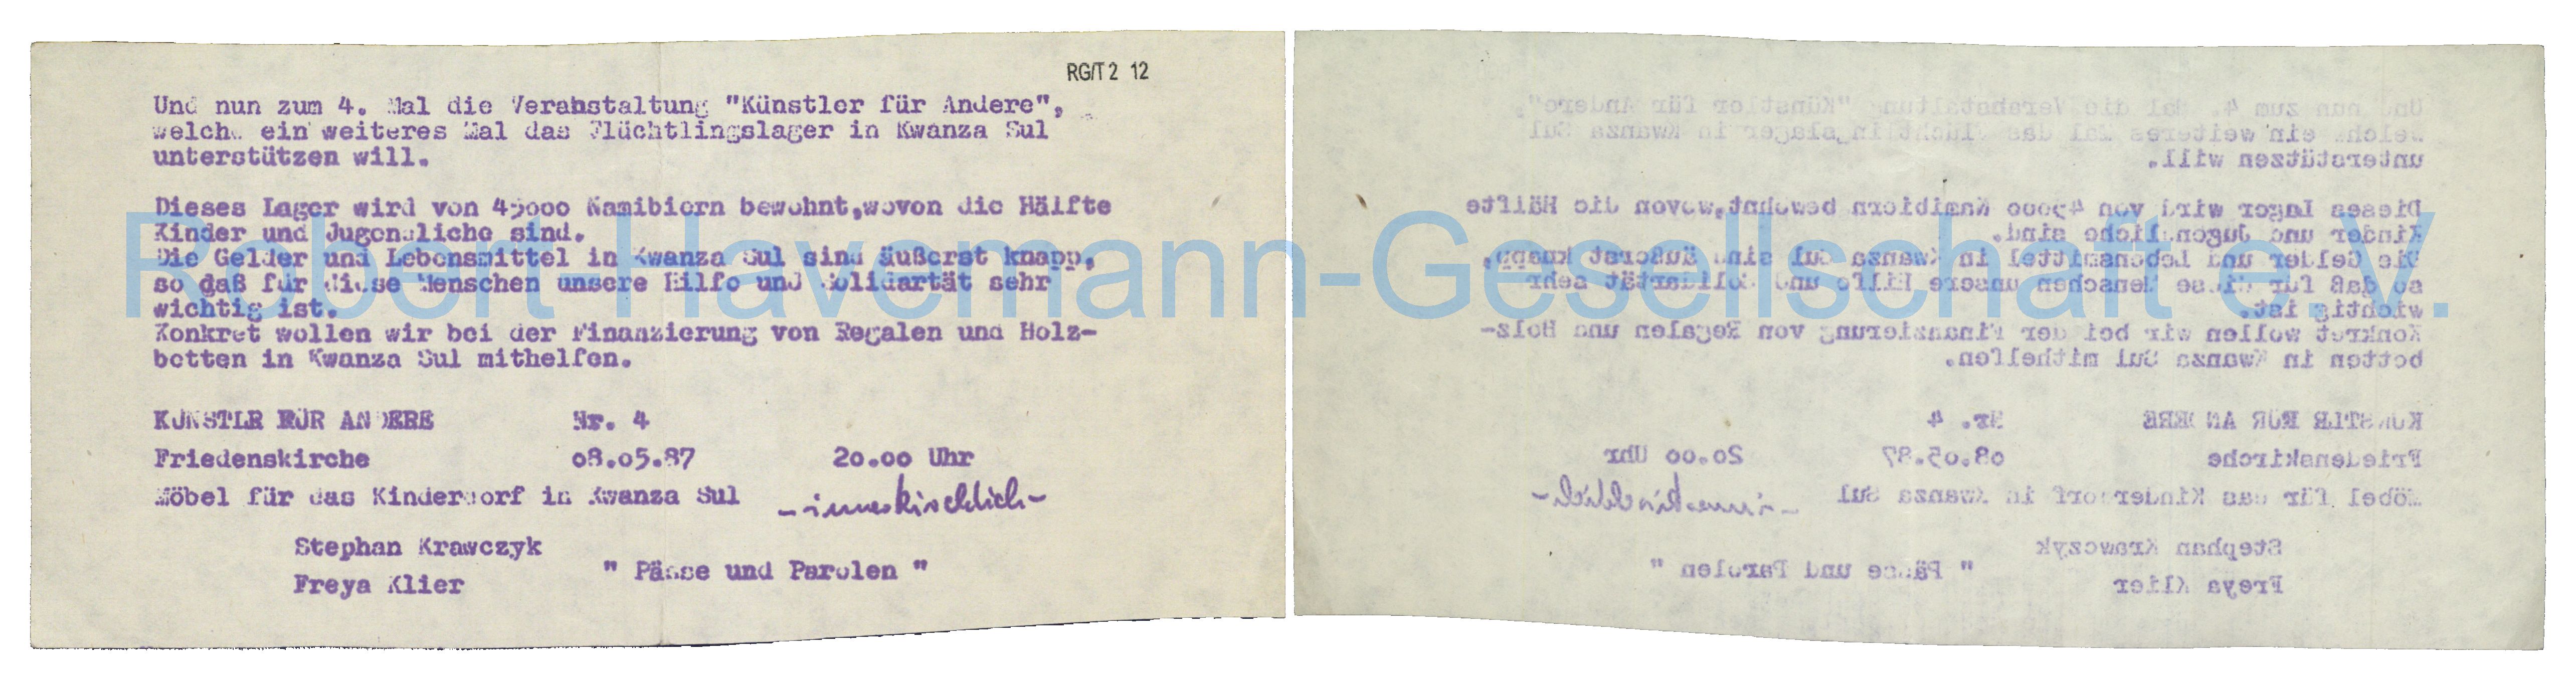 RG/T 2 12
Und nun zum 4. Mal die Verahstaltung "Künstler für Andere",
welche ein weiteres Mal das Flüchtlingslager in Kwanza Sul
unterstützen will.
Dieses Lager wird von 45000 Namibiern bewohnt,wovon die Hälfte
Kinder und Jugendliche sind.
Die Gelder und Lebensmittel in Kwanza Sul sind äußerst knapp,
so daß für diese Menschen unsere Hilfe und Solidartät sehr
wichtig ist.
Konkret wollen wir bei der Finanzierung von Regalen und Holz-
betten in Kwanza Sul mithelfen.
KÜNSTLR FÜR ANDERE Nr. 4
Friedenskirche 08.05.87 20.00 Uhr
Möbel für das Kinderdorf in Kwanza Sul - innerkirchlich -
Stephan Krawczyk
" Pässe und Parolen "
Freya Klier
Robert-Havemann-Gesellschaft e.V.